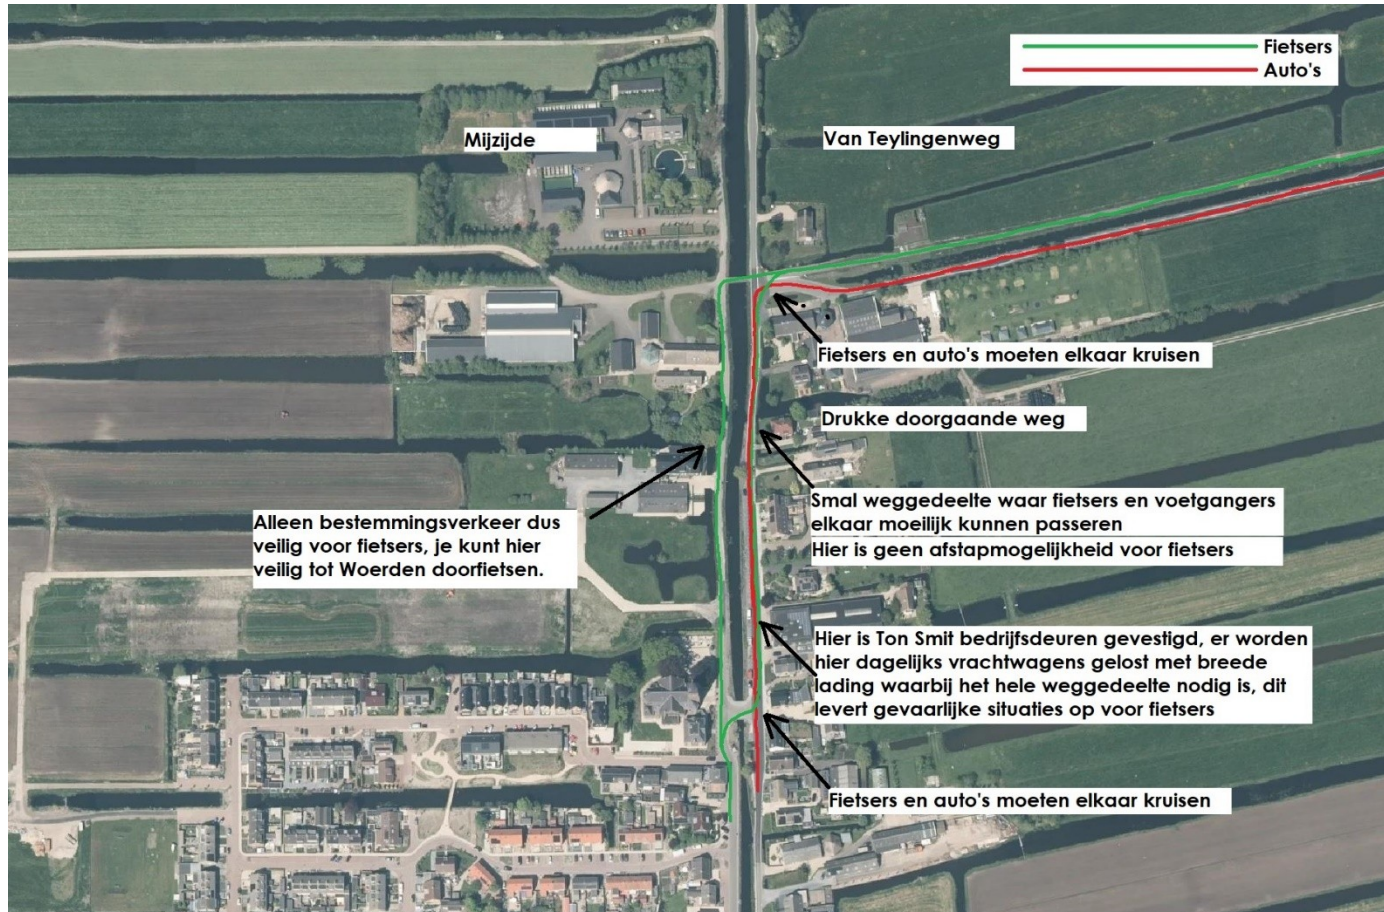 Fietsers
Auto's
Mijzijde
Van Teylingenweg
Fietsers en auto's moeten elkaar kruisen
Drukke doorgaande weg
Smal weggedeelte waar fietsers en voetgangers
elkaar moeilijk kunnen passeren
Hier is geen afstapmogelijkheid voor fietsers
Alleen bestemmingsverkeer dus
veilig voor fietsers, je kunt hier
veilig tot Woerden doorfietsen.
Hier is Ton Smit bedrijfsdeuren gevestigd, er worden
hier dagelijks vrachtwagens gelost met breede
lading waarbij het hele weggedeelte nodig is, dit
levert gevaarlijke situaties op voor fietsers
Fietsers en auto's moeten elkaar kruisen